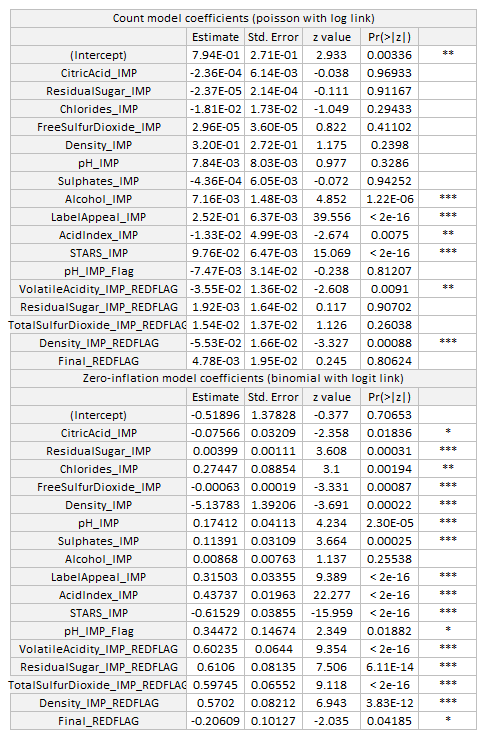 Count model coefficients (poisson with log link)
Estimate Std. Error z value Pr(>|z|)
(Intercept) 7.94E-01 2.71E-01 2.933 0.00336 **
CitricAcid_IMP -2.36E-04 6.14E-03 -0.038 0.96933
ResidualSugar_IMP -2.37E-05 2.14E-04 -0.111 0.91167
Chlorides_IMP -1.81E-02 1.73E-02 -1.049 0.29433
FreeSulfurDioxide_IMP 2.96E-05 3.60E-05 0.822 0.41102
Density_IMP 3.20E-01 2.72E-01 1.175 0.2398
pH_IMP 7.84E-03 8.03E-03 0.977 0.3286
Sulphates_IMP -4.36E-04 6.05E-03 -0.072 0.94252
Alcohol_IMP 7.16E-03 1.48E-03 4.852 1.22E-06 ***
LabelAppeal_IMP 2.52E-01 6.37E-03 39.556 < 2e-16 ***
AcidIndex_IMP -1.33E-02 4.99E-03 -2.674 0.0075 **
STARS_IMP 9.76E-02 6.47E-03 15.069 < 2e-16 ***
pH_IMP_Flag -7.47E-03 3.14E-02 -0.238 0.81207
VolatileAcidity_IMP_REDFLAG -3.55E-02 1.36E-02 -2.608 0.0091 **
ResidualSugar_IMP_REDFLAG 1.92E-03 1.64E-02 0.117 0.90702
TotalSulfurDioxide_IMP_REDFLAG 1.54E-02 1.37E-02 1.126 0.26038
Density_IMP_REDFLAG -5.53E-02 1.66E-02 -3.327 0.00088 ***
Final_REDFLAG 4.78E-03 1.95E-02 0.245 0.80624
Zero-inflation model coefficients (binomial with logit link)
Estimate Std. Error z value Pr(>|z|)
(Intercept) -0.51896 1.37828 -0.377 0.70653
CitricAcid_IMP -0.07566 0.03209 -2.358 0.01836 *
ResidualSugar_IMP 0.00399 0.00111 3.608 0.00031 ***
Chlorides_IMP 0.27447 0.08854 3.1 0.00194 **
FreeSulfurDioxide_IMP -0.00063 0.00019 -3.331 0.00087 ***
Density_IMP -5.13783 1.39206 -3.691 0.00022 ***
pH_IMP 0.17412 0.04113 4.234 2.30E-05 ***
Sulphates_IMP 0.11391 0.03109 3.664 0.00025 ***
Alcohol_IMP 0.00868 0.00763 1.137 0.25538
LabelAppeal_IMP 0.31503 0.03355 9.389 < 2e-16 ***
AcidIndex_IMP 0.43737 0.01963 22.277 < 2e-16 ***
STARS_IMP -0.61529 0.03855 -15.959 < 2e-16 ***
pH_IMP_Flag 0.34472 0.14674 2.349 0.01882 *
VolatileAcidity_IMP_REDFLAG 0.60235 0.0644 9.354 < 2e-16 ***
ResidualSugar_IMP_REDFLAG 0.6106 0.08135 7.506 6.11E-14 ***
TotalSulfurDioxide_IMP_REDFLAG 0.59745 0.06552 9.118 < 2e-16 ***
Density_IMP_REDFLAG 0.5702 0.08212 6.943 3.83E-12 ***
Final_REDFLAG -0.20609 0.10127 -2.035 0.04185 *